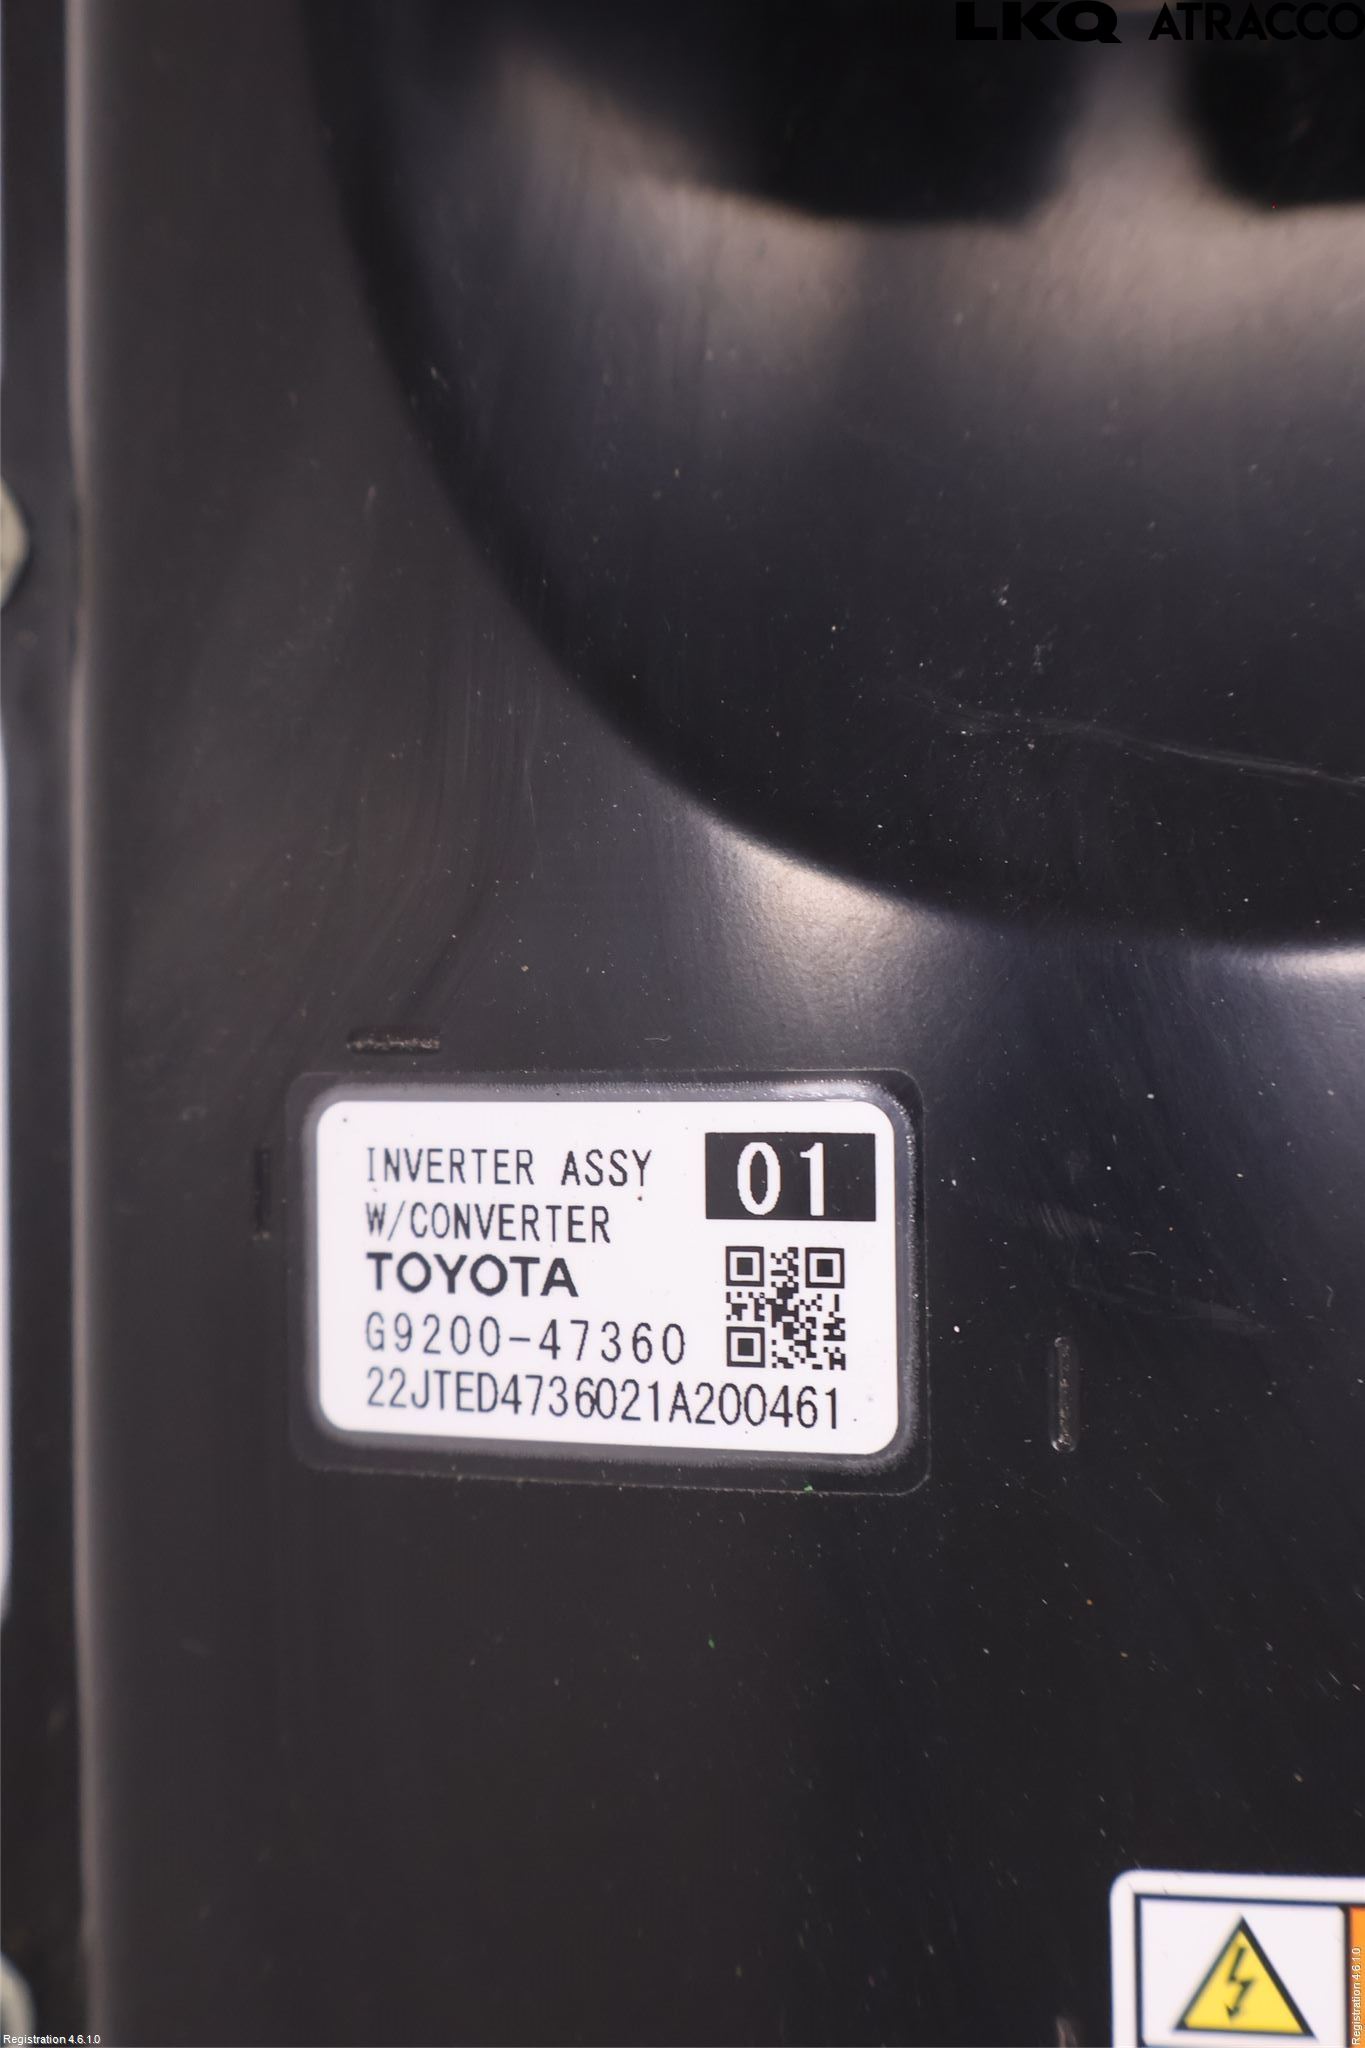 LKQ ATRACCO
INVERTER ASSY
01
W/CONVERTER
TOYOTA
G9200-47360
22JTED4736021A200461
Registration 4.6.1.0
Registration 4.6.1.0